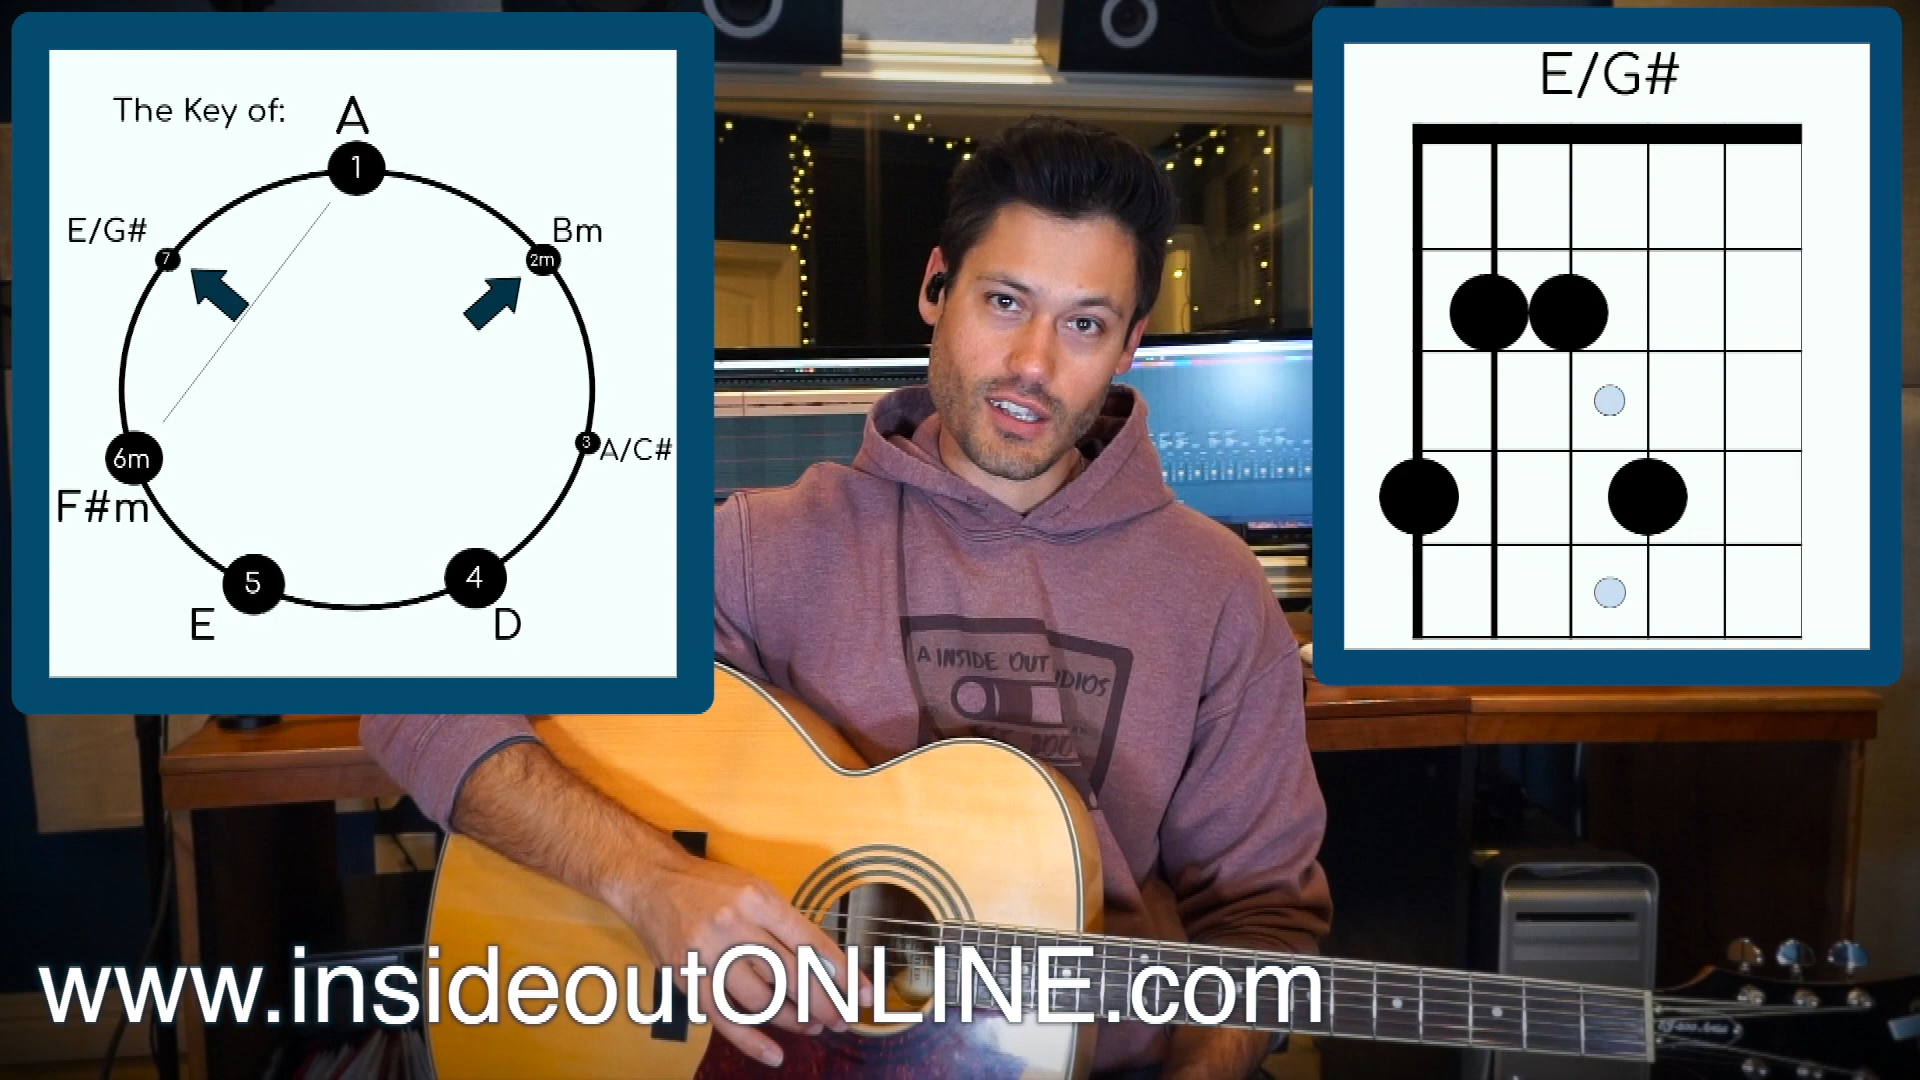 The Key of: A
1
E/G#
7
Bm
2m
3
A/C#
6m
F#m
5
E
4
D
E/G#
A INSIDE OUT
www.insideoutONLINE.com